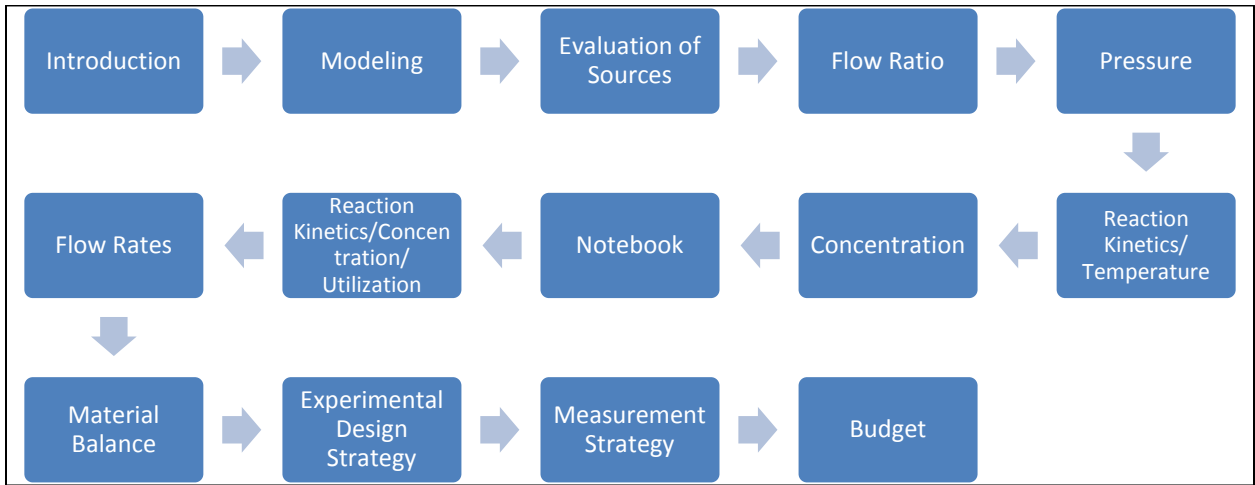 Introduction
Modeling
Evaluation of
Sources
Flow Ratio
Pressure
Reaction
Kinetics/
Temperature
Concentration
Notebook
Reaction
Kinetics/Concen
tration/
Utilization
Flow Rates
Material
Balance
Experimental
Design
Strategy
Measurement
Strategy
Budget